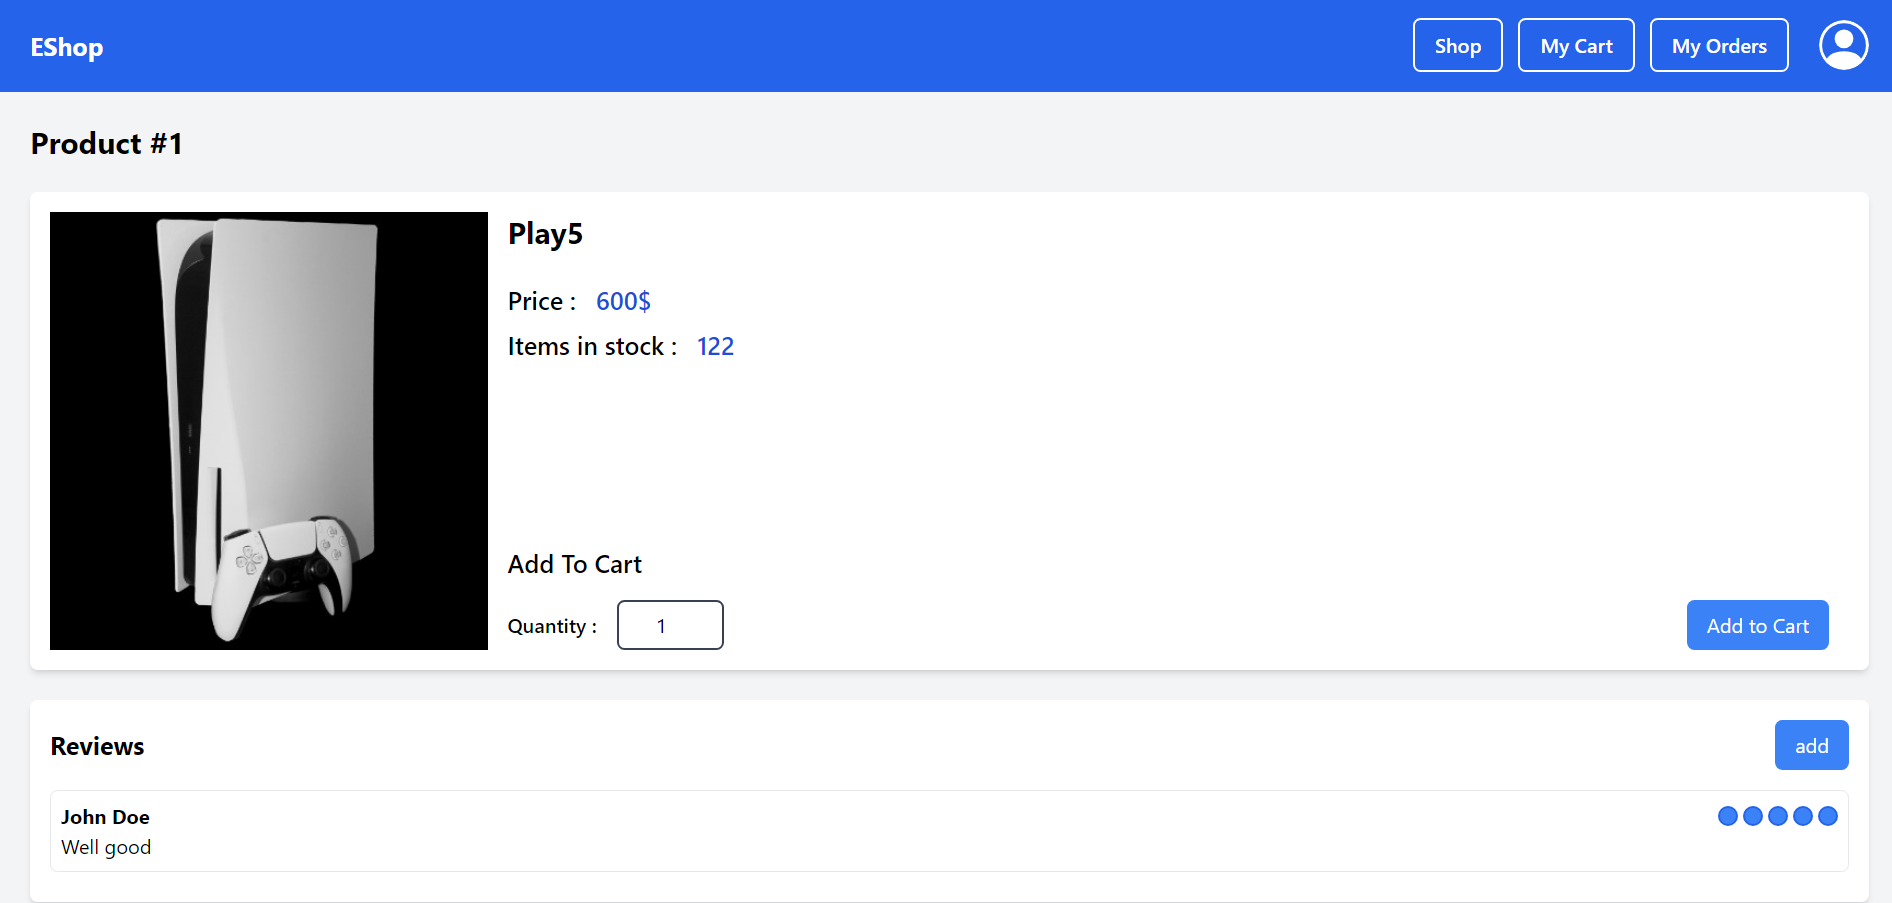 EShop
Shop
My Cart
My Orders
Product #1
Play5
Price : 600$
Items in stock : 122
Add To Cart
Quantity : 1
Add to Cart
Reviews
add
John Doe
Well good